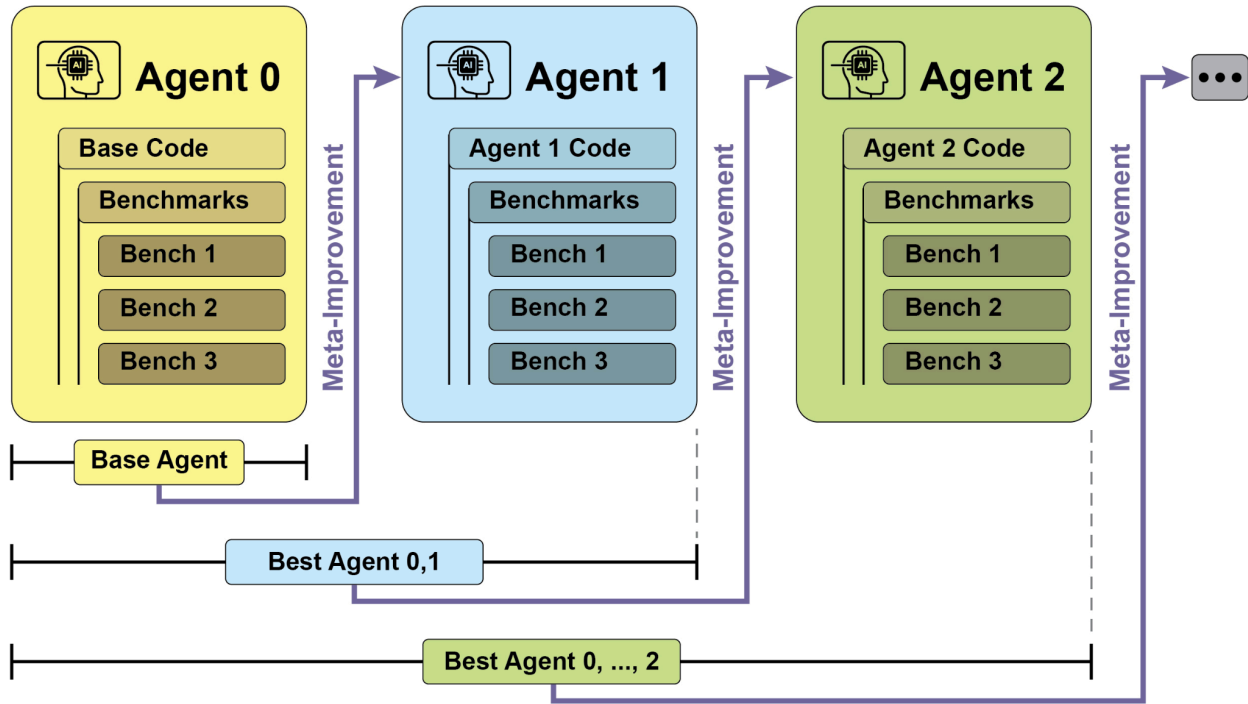 AI
Agent 0
Base Code
Benchmarks
Bench 1
Bench 2
Bench 3
Meta-Improvement
AI
Agent 1
Agent 1 Code
Benchmarks
Bench 1
Bench 2
Bench 3
Meta-Improvement
AI
Agent 2
Agent 2 Code
Benchmarks
Bench 1
Bench 2
Bench 3
Meta-Improvement
•••
Base Agent
Best Agent 0,1
Best Agent 0, ..., 2